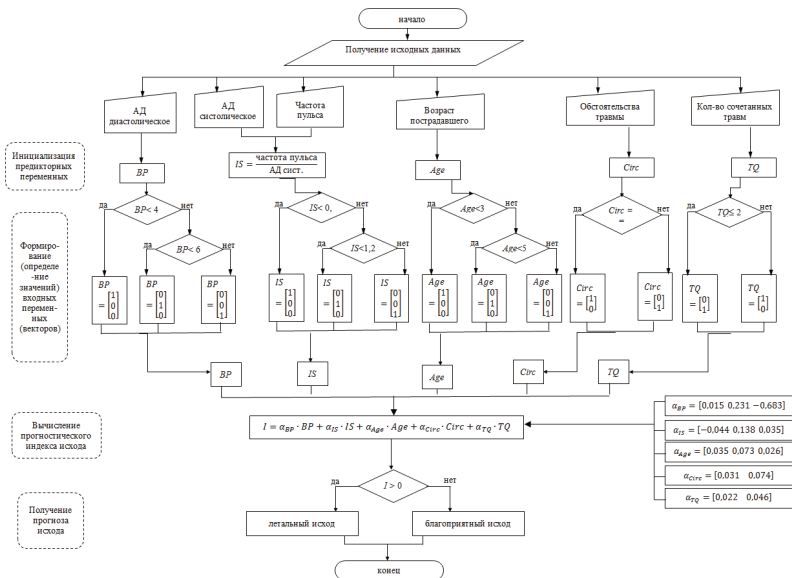 начало
Получение исходных данных
АД
диастолическое
АД
систолическое
Частота
пульса
Возраст
пострадавшего
Обстоятельства
травмы
Кол-во сочетанных
травм
Инициализация
предикторных
переменных
BP
IS = частота пульса / АД сист.
Age
Circ
TQ
да BP< 4 нет
да IS< 0, нет
да Age<3 нет
да Circ = = нет
да TQ≤ 2 нет
да BP< 6 нет
да IS<1,2 нет
да Age<5 нет
Формиро-
вание
(определе
-ние
значений)
входных
перемен-
ных
(векторов)
BP = [1 0 0]
BP = [0 1 0]
BP = [0 0 1]
IS = [1 0 0]
IS = [0 1 0]
IS = [0 0 1]
Age = [1 0 0]
Age = [0 1 0]
Age = [0 0 1]
Circ = [1 0]
Circ = [0 1]
TQ = [0 1]
TQ = [1 0]
BP
IS
Age
Circ
TQ
Вычисление
прогностического
индекса исхода
I = α_BP · BP + α_IS · IS + α_Age · Age + α_Circ · Circ + α_TQ · TQ
α_BP = [0.015 0.231 −0.683]
α_IS = [−0.044 0.138 0.035]
α_Age = [0.035 0.073 0.026]
α_Circ = [0.031 0.074]
α_TQ = [0.022 0.046]
Получение
прогноза
исхода
да I > 0 нет
летальный исход
благоприятный исход
конец